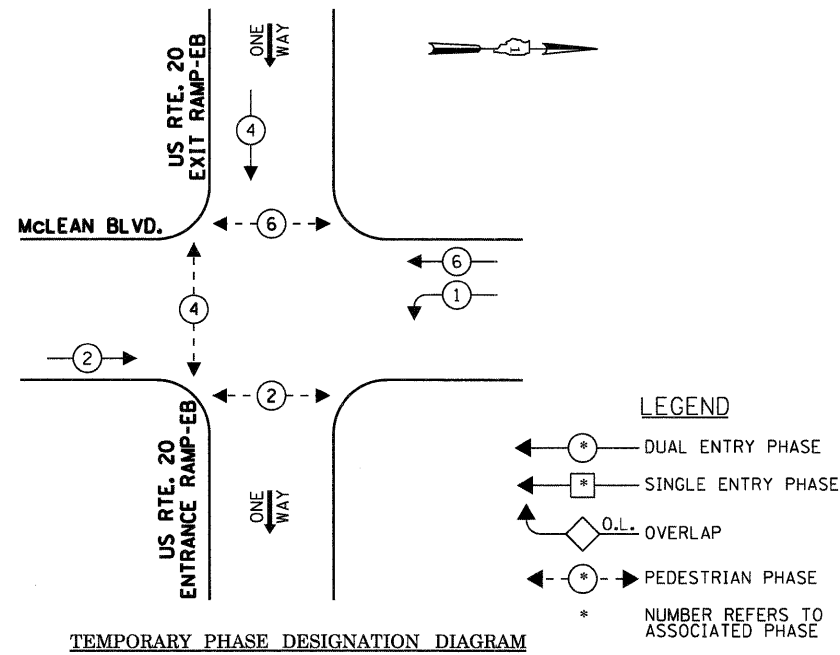 ONE
WAY
US RTE. 20
EXIT RAMP-EB
4
McLEAN BLVD.
6
6
1
4
2
2
US RTE. 20
ENTRANCE RAMP-EB
ONE
WAY
LEGEND
* DUAL ENTRY PHASE
* SINGLE ENTRY PHASE
O.L. OVERLAP
* PEDESTRIAN PHASE
* NUMBER REFERS TO
ASSOCIATED PHASE
TEMPORARY PHASE DESIGNATION DIAGRAM